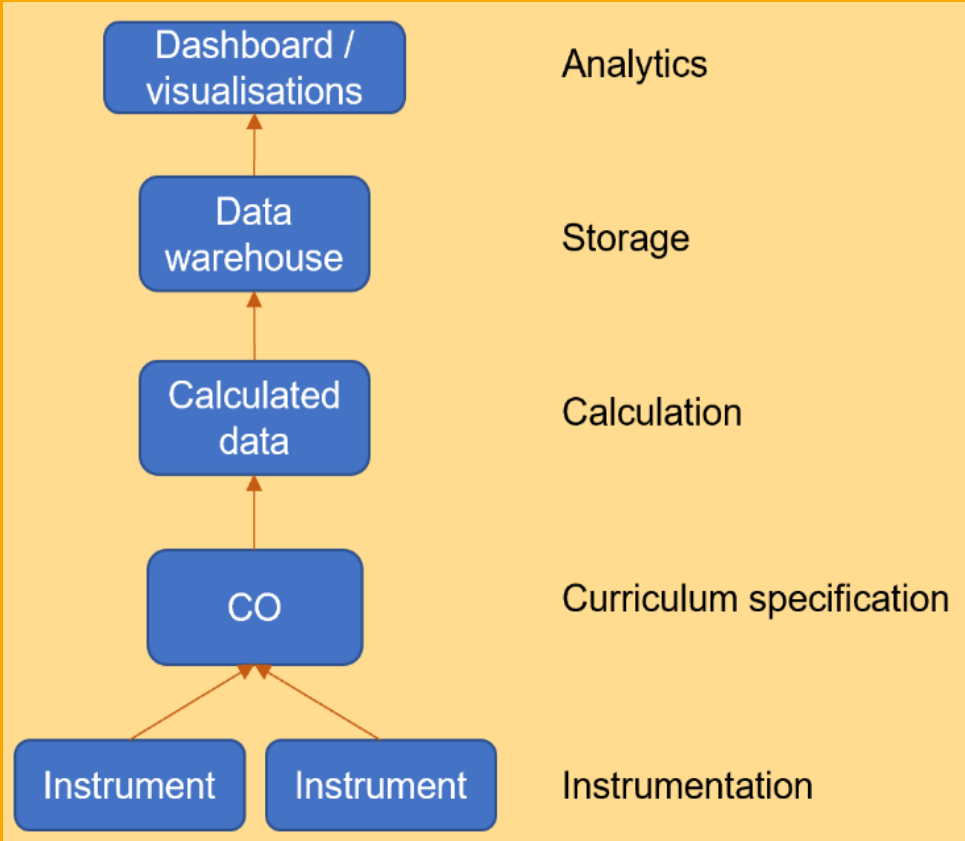 Dashboard /
visualisations
Analytics
Data
warehouse
Storage
Calculated
data
Calculation
CO
Curriculum specification
Instrument
Instrument
Instrumentation